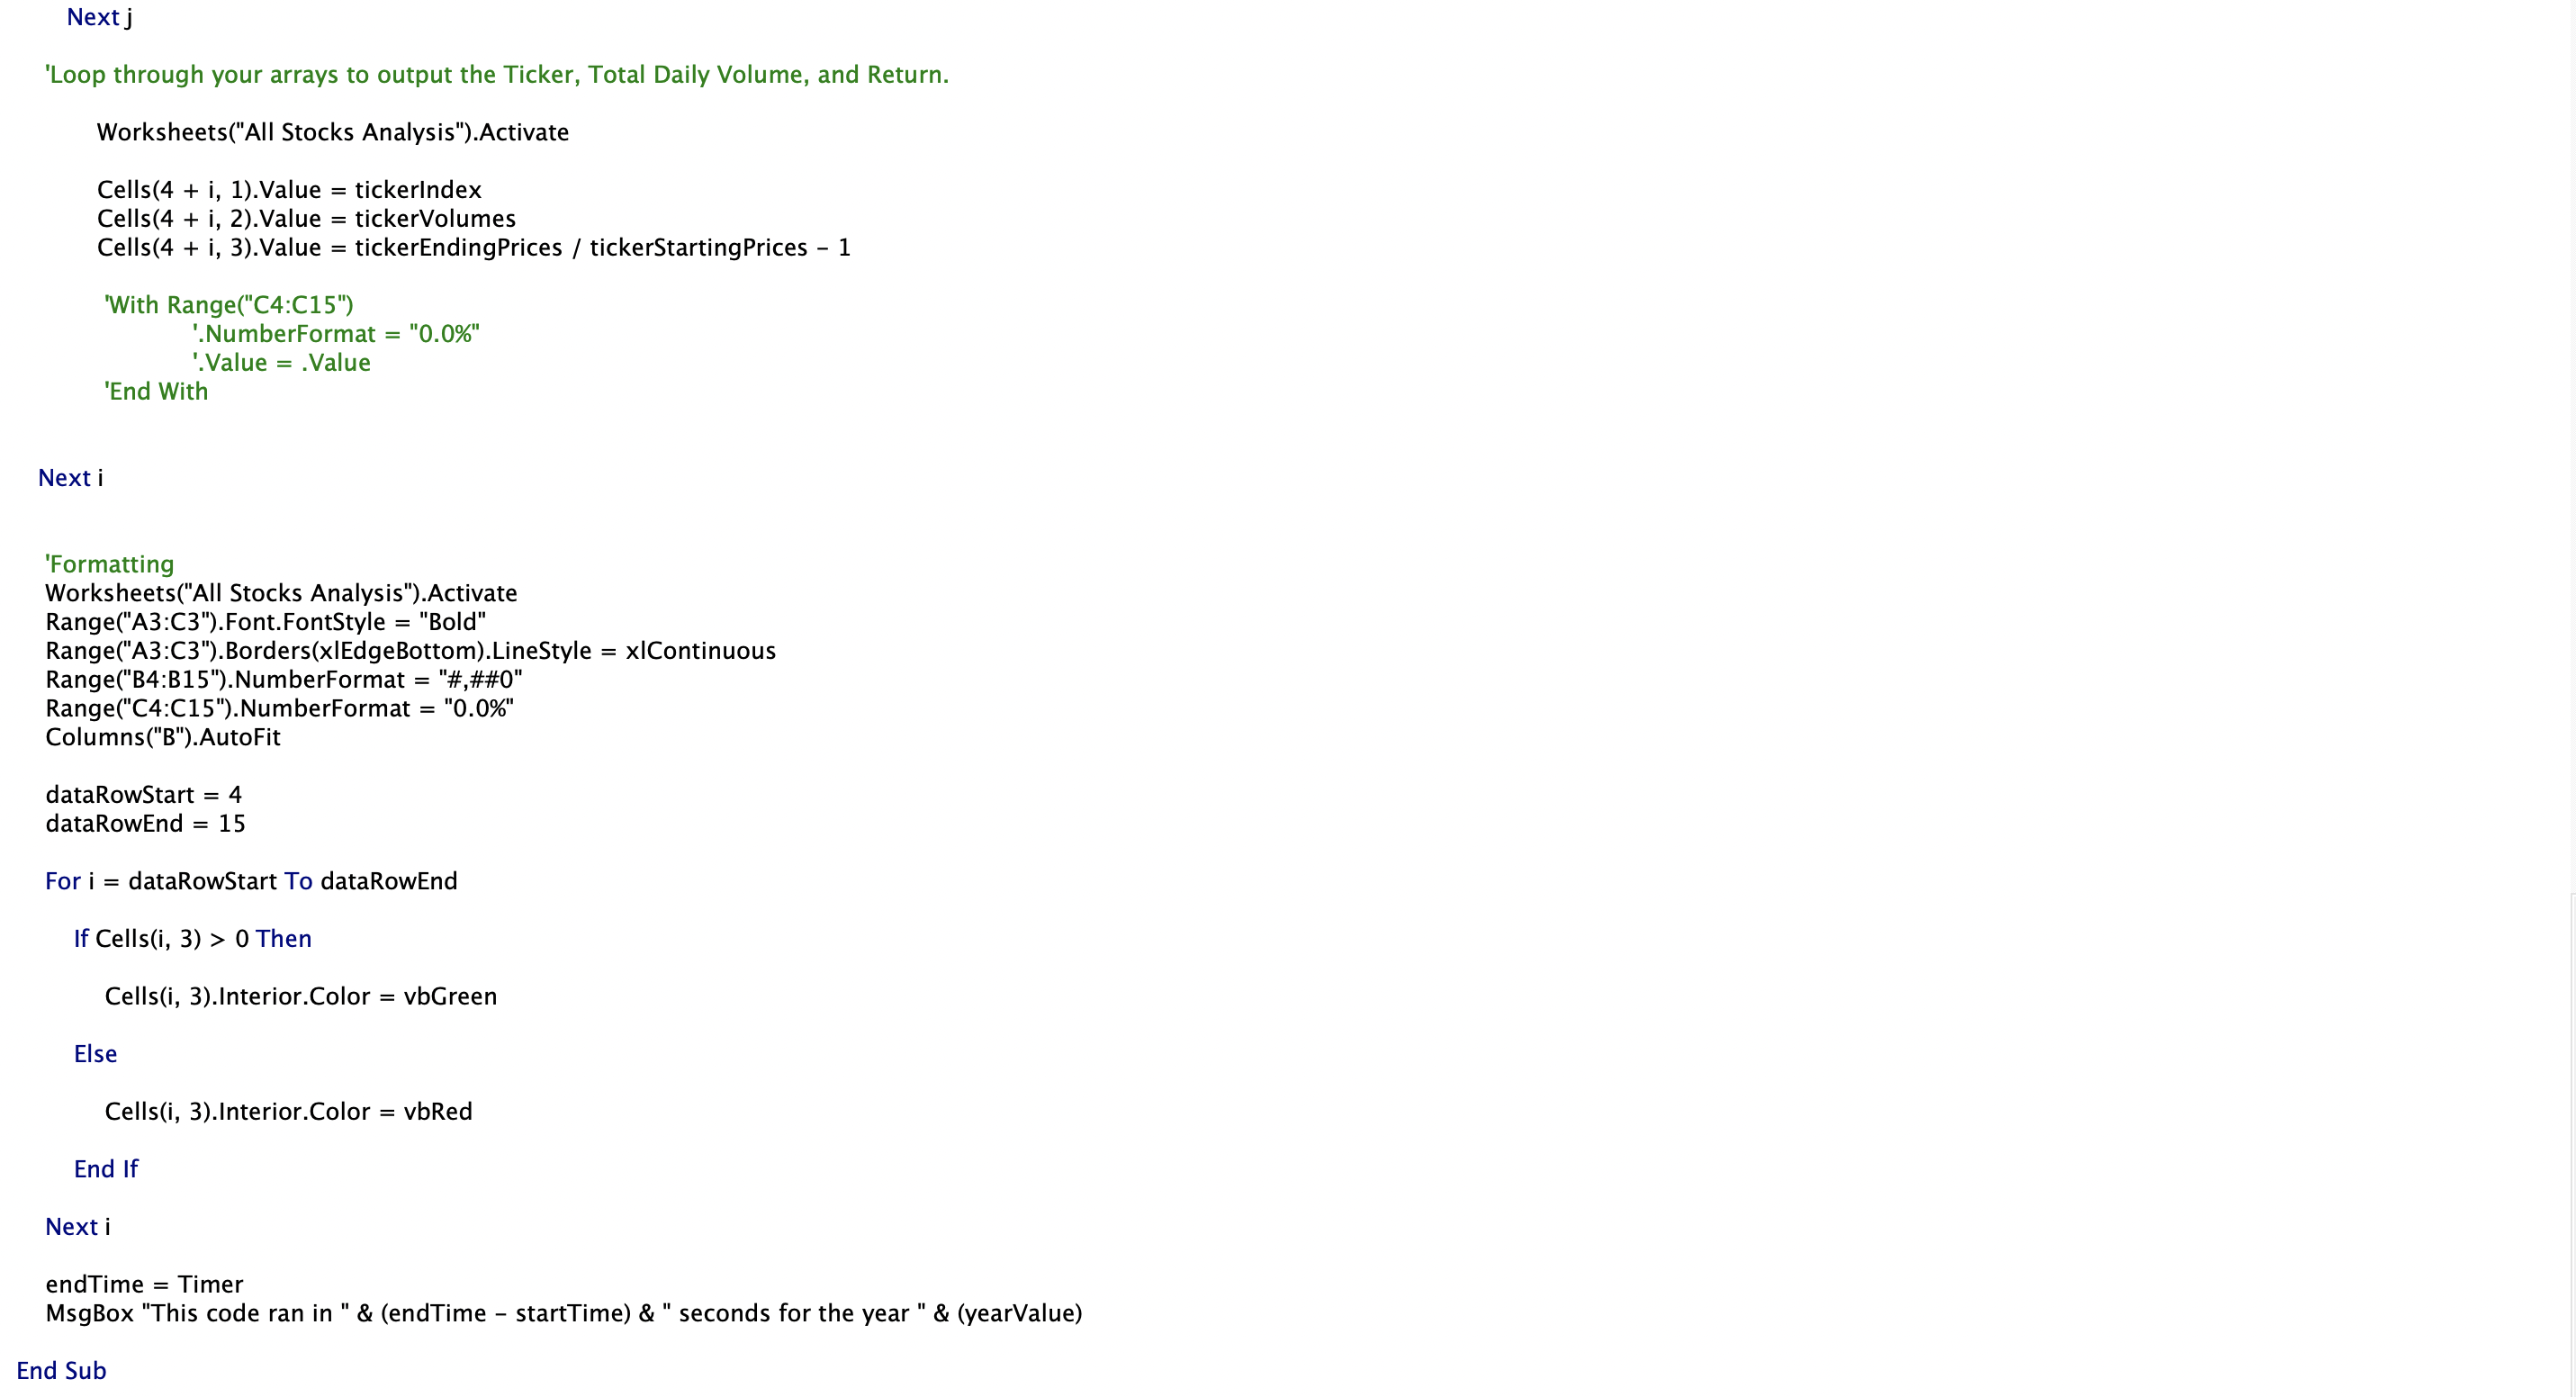 Next j
'Loop through your arrays to output the Ticker, Total Daily Volume, and Return.
Worksheets("All Stocks Analysis").Activate
Cells(4 + i, 1).Value = tickerIndex
Cells(4 + i, 2).Value = tickerVolumes
Cells(4 + i, 3).Value = tickerEndingPrices / tickerStartingPrices - 1
'With Range("C4:C15")
'.NumberFormat = "0.0%"
'.Value = .Value
'End With
Next i
'Formatting
Worksheets("All Stocks Analysis").Activate
Range("A3:C3").Font.FontStyle = "Bold"
Range("A3:C3").Borders(xlEdgeBottom).LineStyle = xlContinuous
Range("B4:B15").NumberFormat = "#,##0"
Range("C4:C15").NumberFormat = "0.0%"
Columns("B").AutoFit
dataRowStart = 4
dataRowEnd = 15
For i = dataRowStart To dataRowEnd
If Cells(i, 3) > 0 Then
Cells(i, 3).Interior.Color = vbGreen
Else
Cells(i, 3).Interior.Color = vbRed
End If
Next i
endTime = Timer
MsgBox "This code ran in " & (endTime - startTime) & " seconds for the year " & (yearValue)
End Sub